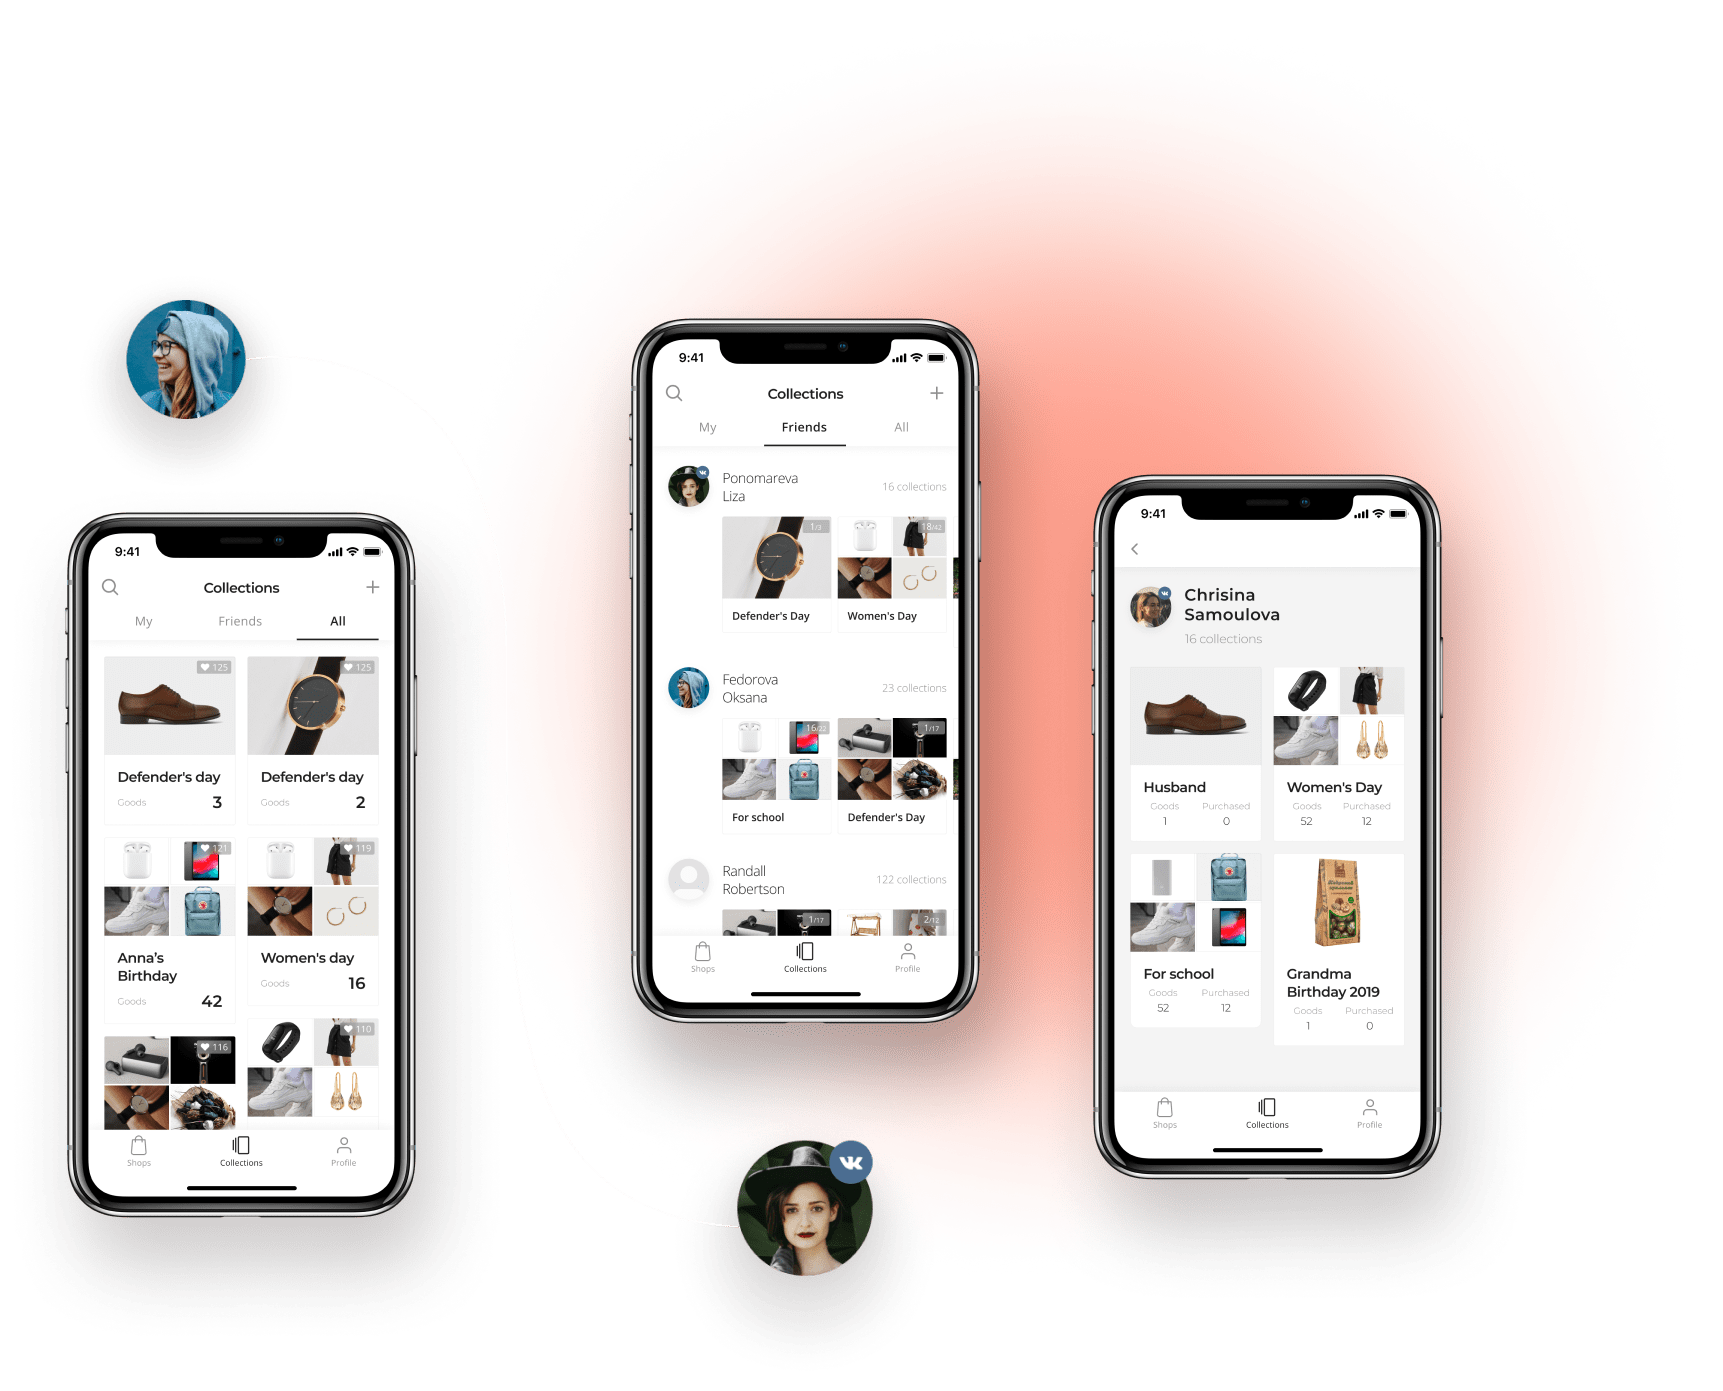 9:41
Collections
My
Friends
All
125
125
Defender's day
Goods
3
Defender's day
Goods
2
121
119
Anna’s
Birthday
Goods
42
Women's day
Goods
16
116
110
Shops
Collections
Profile
9:41
Collections
My
Friends
All
Ponomareva
Liza
16 collections
1/3
18/42
Defender's Day
Women's Day
Fedorova
Oksana
23 collections
1/17
For school
Defender's Day
Randall
Robertson
122 collections
1/17
2/12
Shops
Collections
Profile
9:41
Chrisina
Samoulova
16 collections
Husband
Goods
Purchased
1
0
Women's Day
Goods
Purchased
52
12
For school
Goods
Purchased
52
12
Grandma
Birthday 2019
Goods
Purchased
1
0
Shops
Collections
Profile